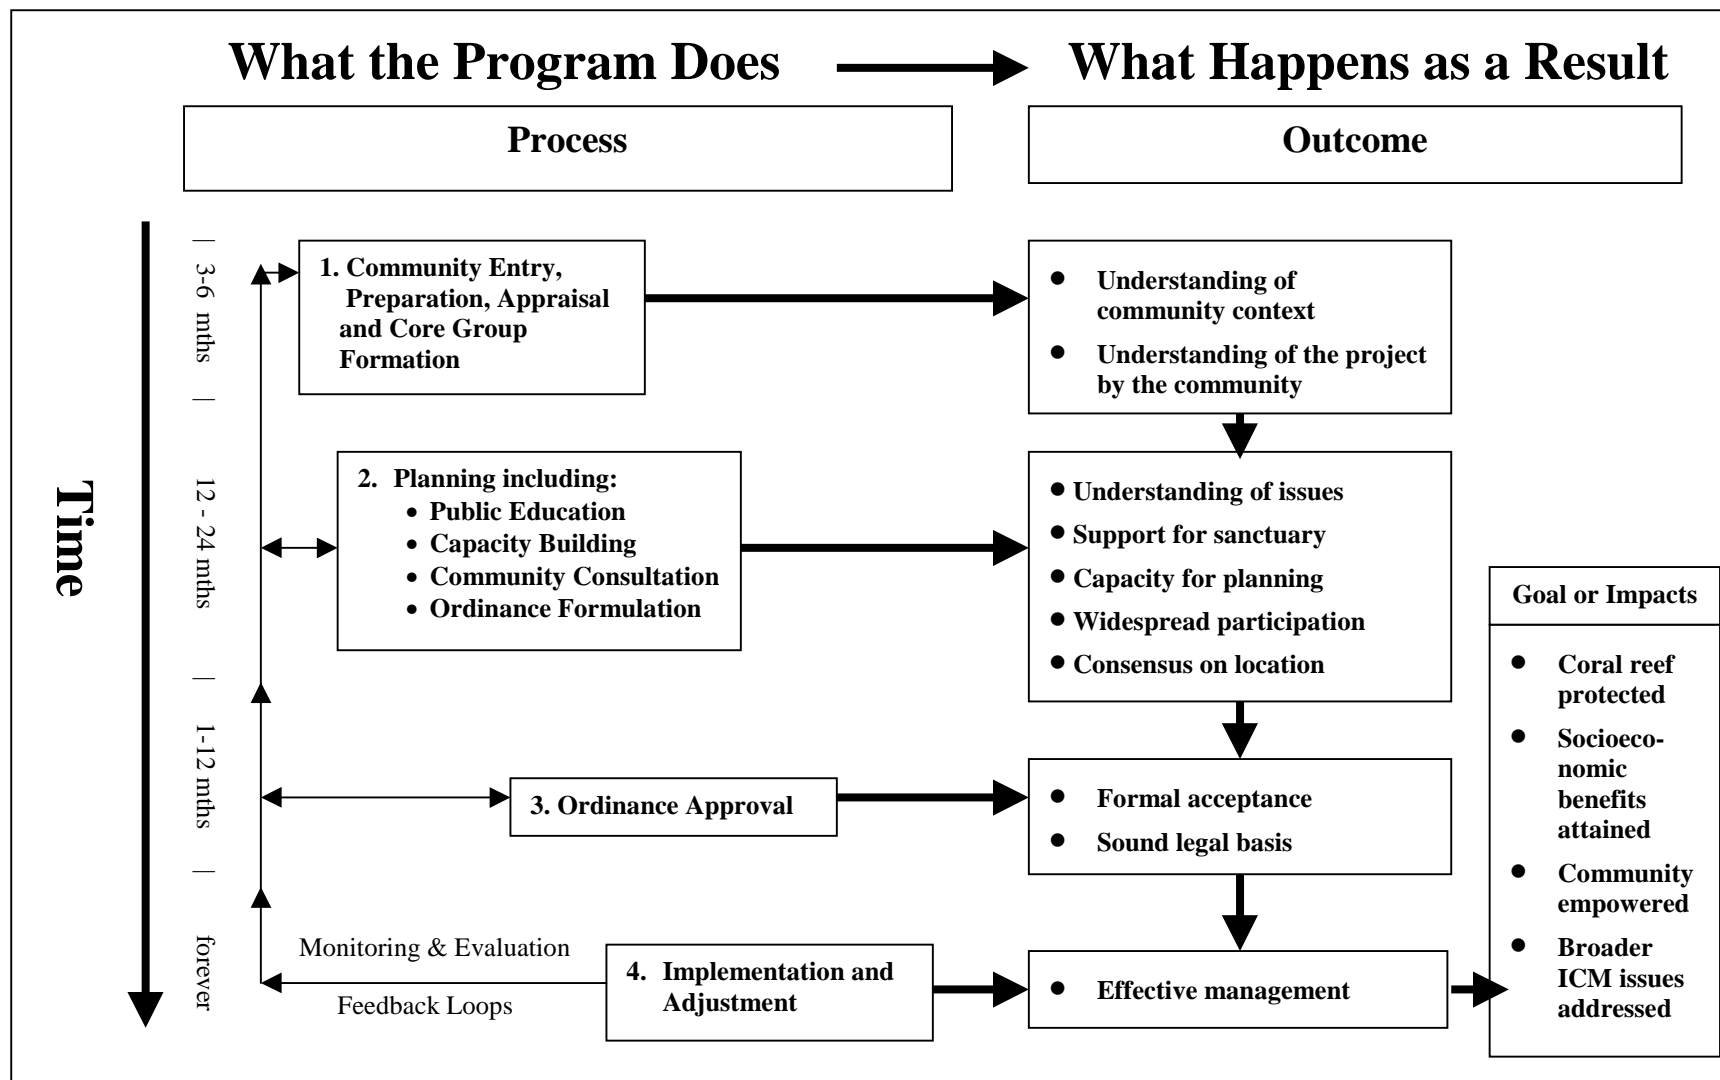 What the Program Does
What Happens as a Result
Process
Outcome
Time
| 3-6 mths |
12 - 24 mths
| 1-12 mths |
forever
1. Community Entry,
Preparation, Appraisal
and Core Group
Formation
• Understanding of
community context
• Understanding of the project
by the community
2. Planning including:
• Public Education
• Capacity Building
• Community Consultation
• Ordinance Formulation
• Understanding of issues
• Support for sanctuary
• Capacity for planning
• Widespread participation
• Consensus on location
3. Ordinance Approval
• Formal acceptance
• Sound legal basis
Monitoring & Evaluation
Feedback Loops
4. Implementation and
Adjustment
• Effective management
Goal or Impacts
• Coral reef
protected
• Socioeco-
nomic
benefits
attained
• Community
empowered
• Broader
ICM issues
addressed